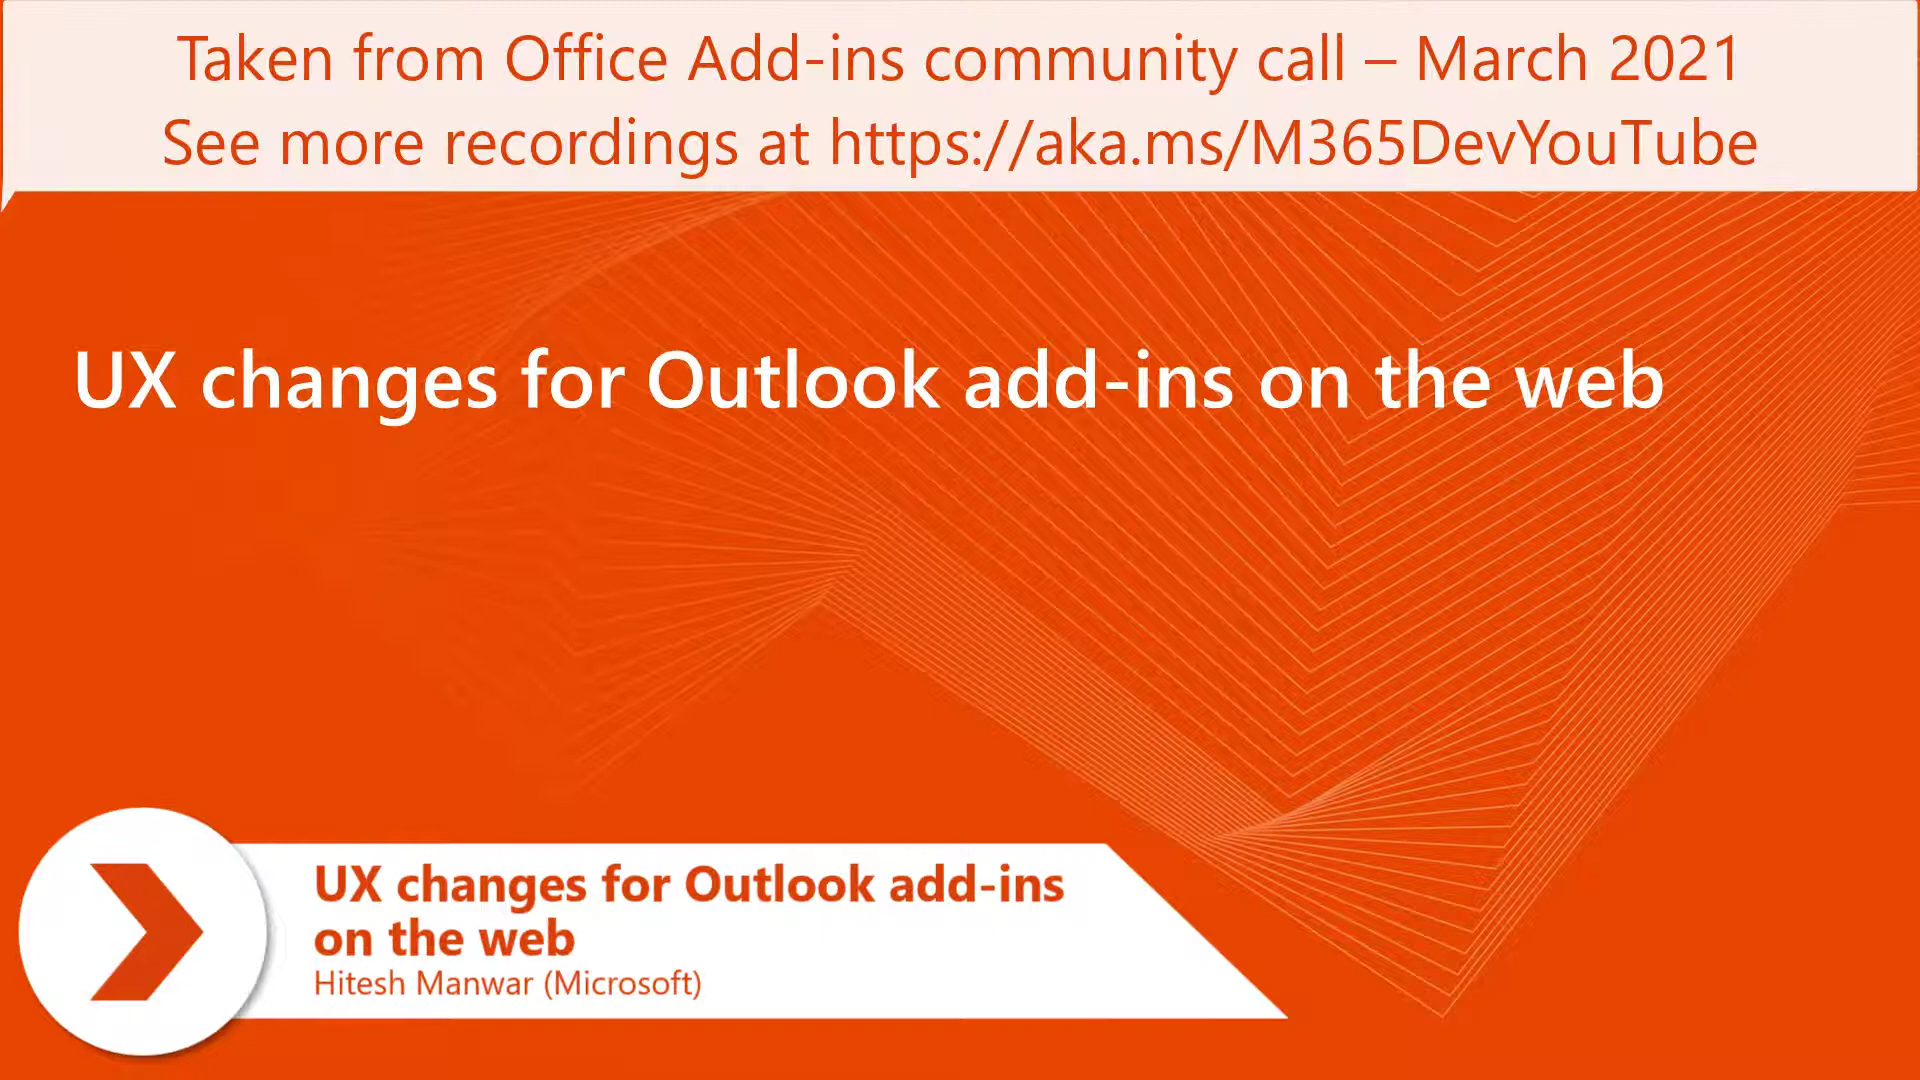 Taken from Office Add-ins community call – March 2021
See more recordings at https://aka.ms/M365DevYouTube
UX changes for Outlook add-ins on the web
UX changes for Outlook add-ins
on the web
Hitesh Manwar (Microsoft)